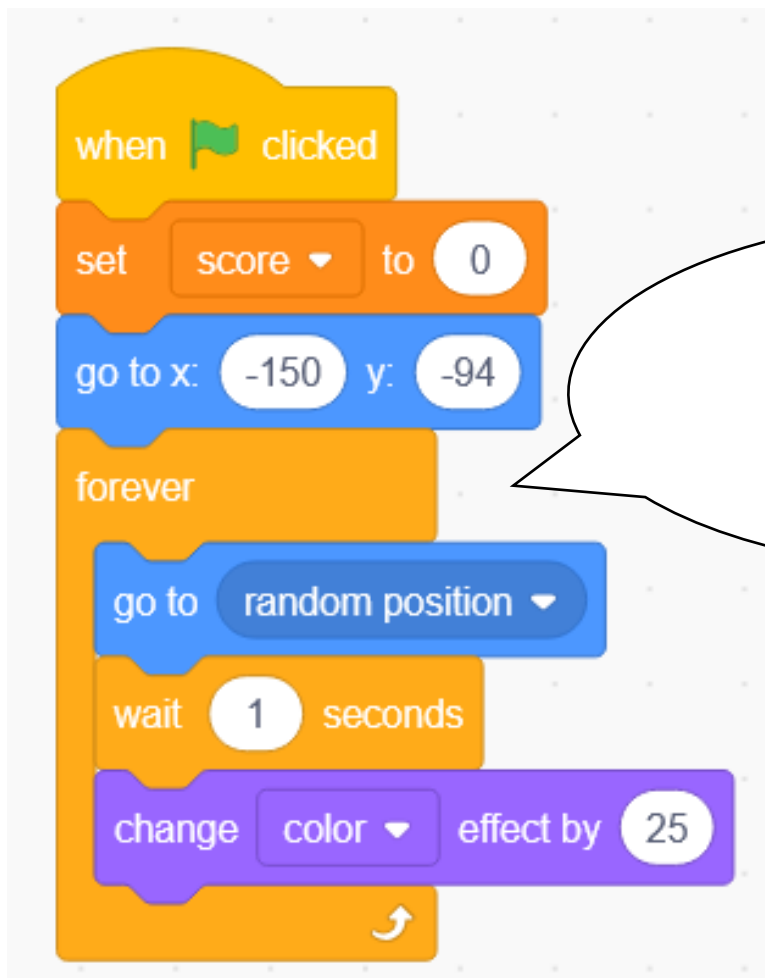 when clicked
set score to 0
go to x: -150 y: -94
forever
go to random position
wait 1 seconds
change color effect by 25